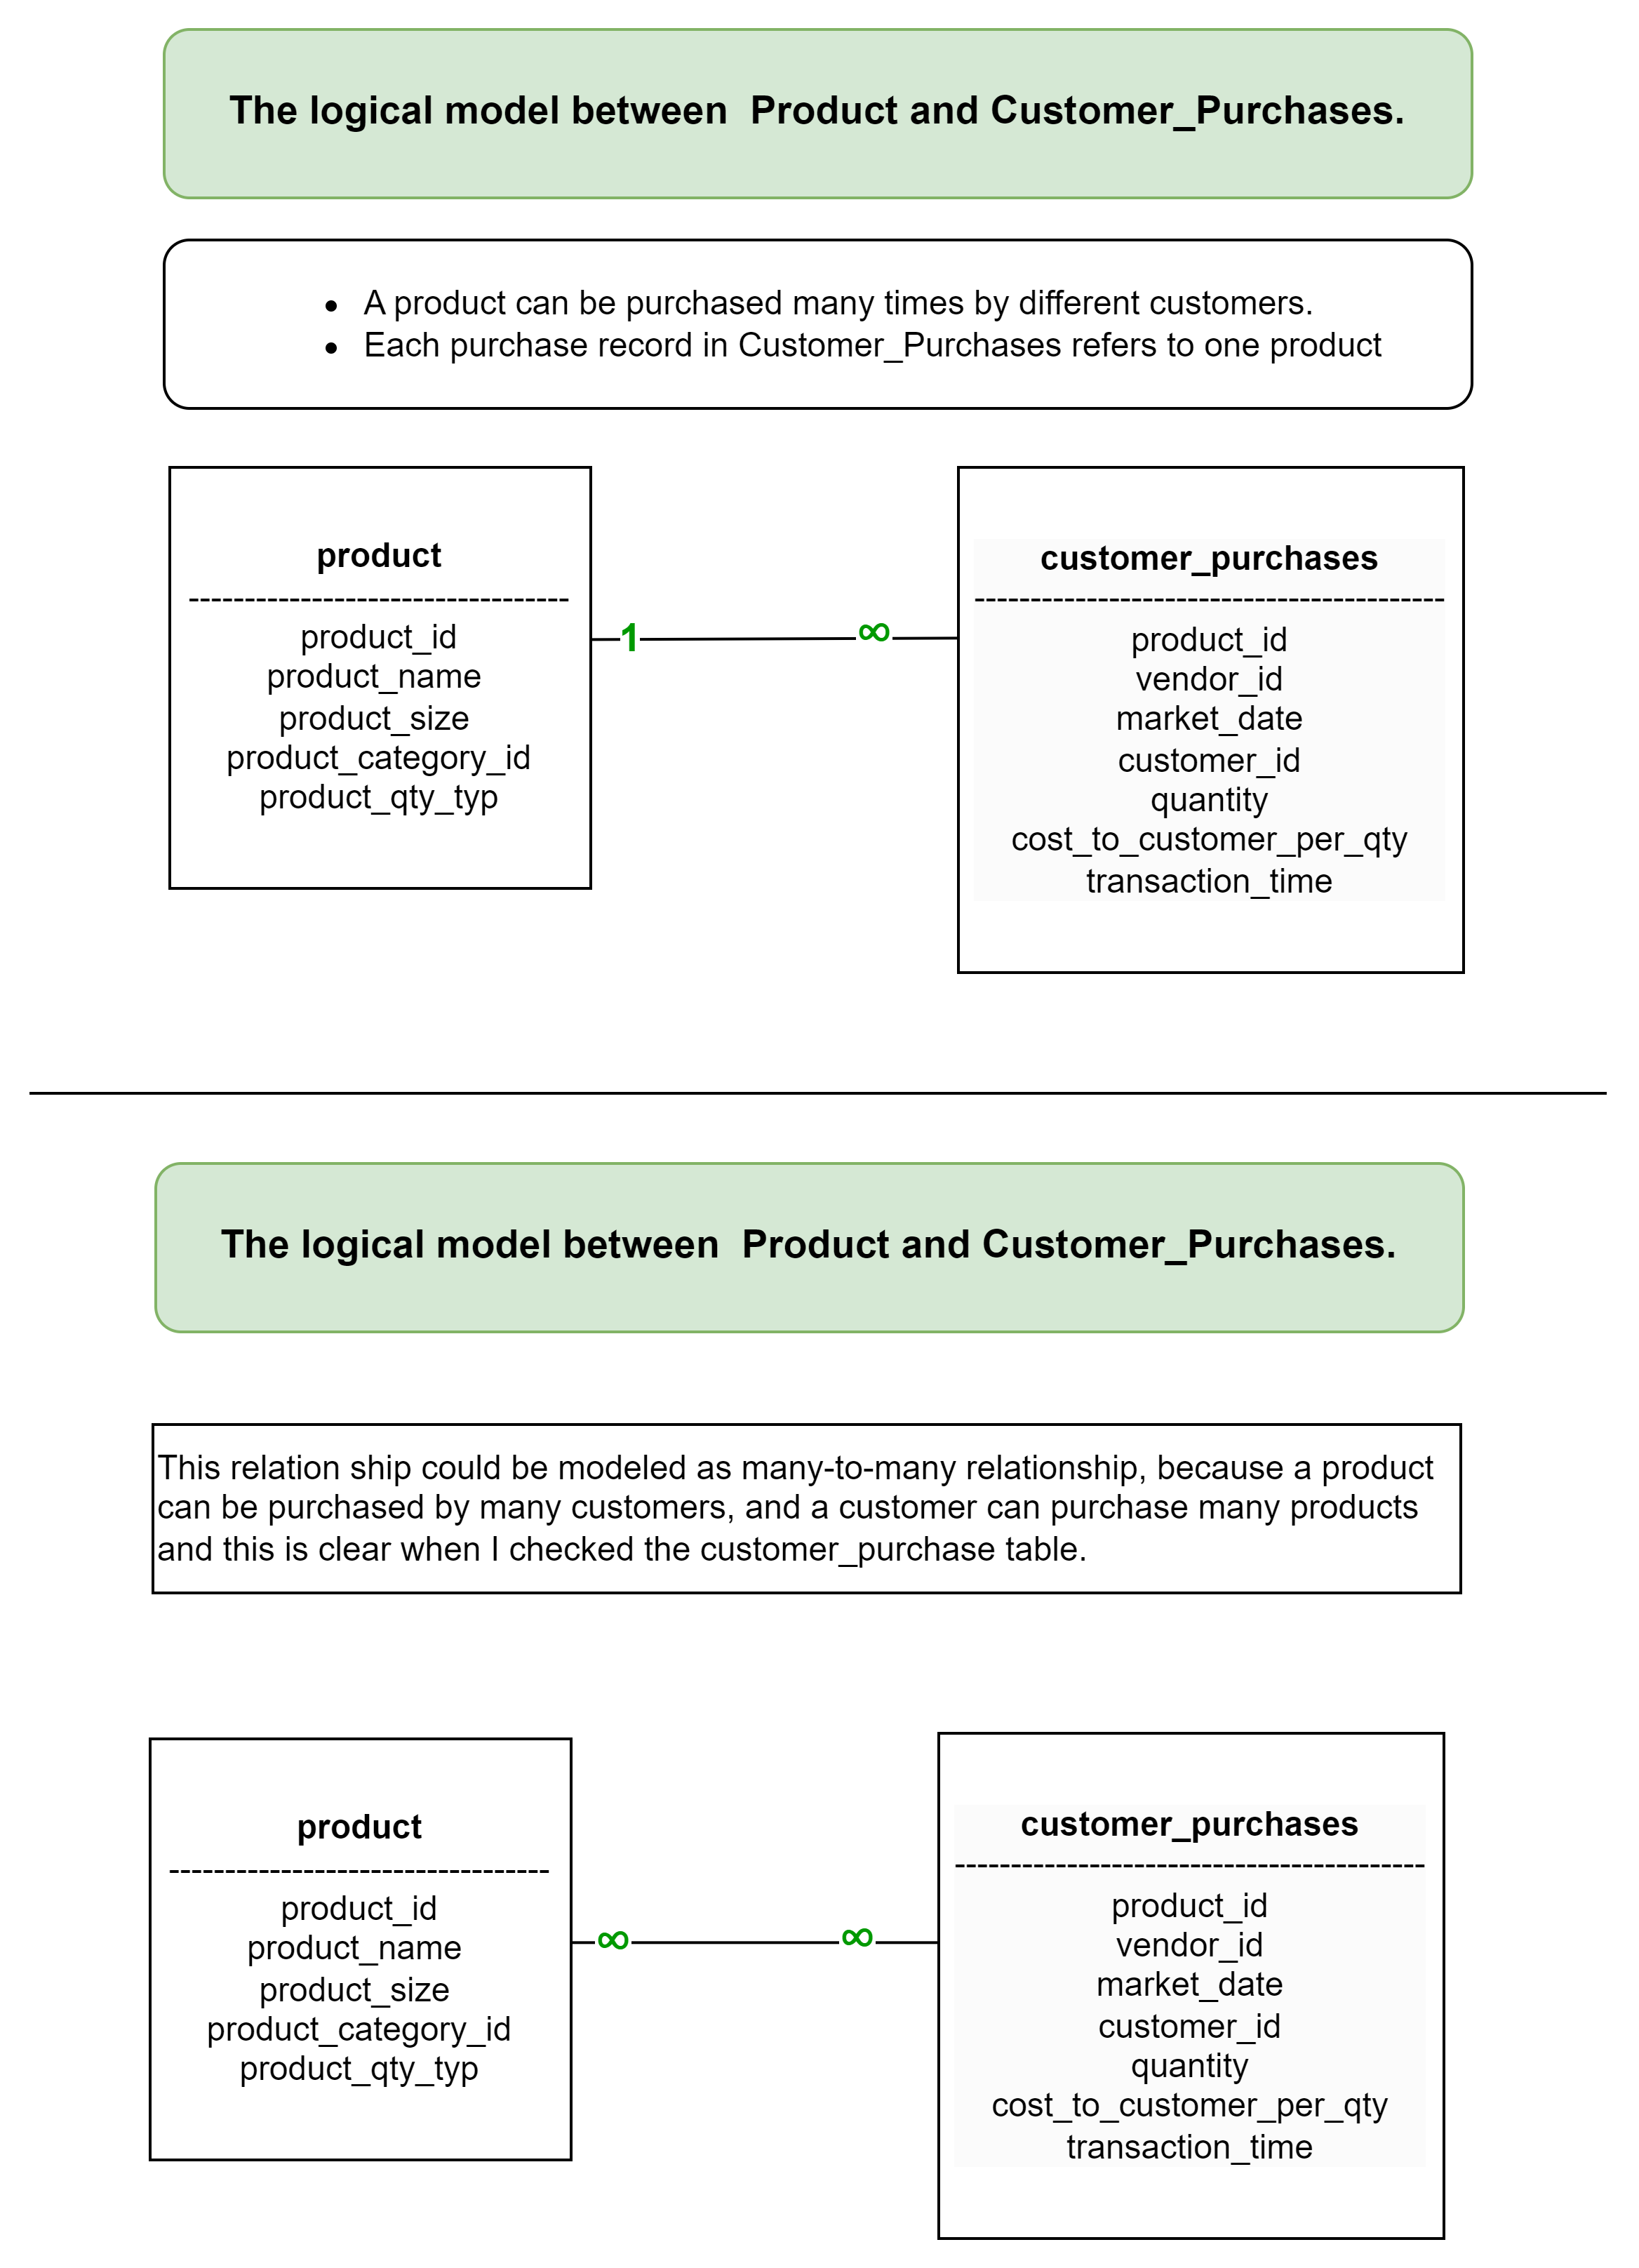 The logical model between  Product and Customer_Purchases.
• A product can be purchased many times by different customers.
• Each purchase record in Customer_Purchases refers to one product
product
----------------------------------
product_id
product_name
product_size
product_category_id
product_qty_typ
1
∞
customer_purchases
------------------------------------------
product_id
vendor_id
market_date
customer_id
quantity
cost_to_customer_per_qty
transaction_time
The logical model between  Product and Customer_Purchases.
This relation ship could be modeled as many-to-many relationship, because a product
can be purchased by many customers, and a customer can purchase many products
and this is clear when I checked the customer_purchase table.
product
----------------------------------
product_id
product_name
product_size
product_category_id
product_qty_typ
∞
∞
customer_purchases
------------------------------------------
product_id
vendor_id
market_date
customer_id
quantity
cost_to_customer_per_qty
transaction_time